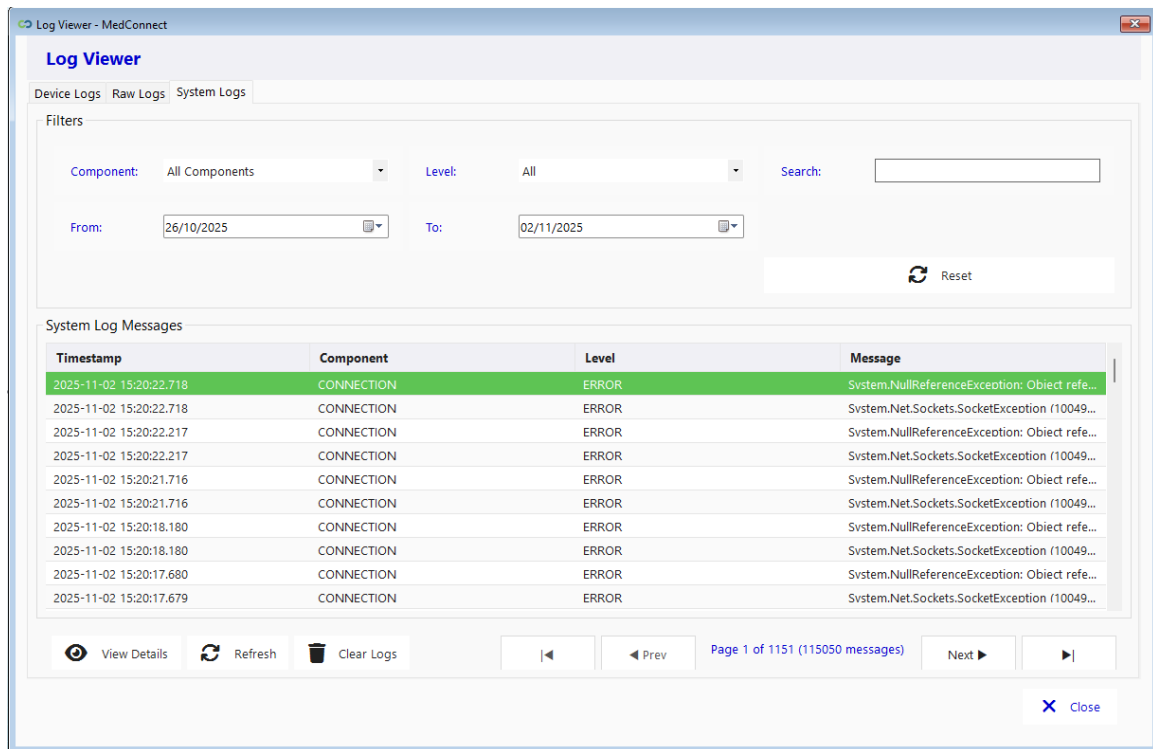 Log Viewer - MedConnect
Log Viewer
Device Logs Raw Logs System Logs
Filters
Component: All Components Level: All Search:
From: 26/10/2025 To: 02/11/2025
Reset
System Log Messages
Timestamp Component Level Message
2025-11-02 15:20:22.718 CONNECTION ERROR System.NullReferenceException: Object refe...
2025-11-02 15:20:22.718 CONNECTION ERROR System.Net.Sockets.SocketException (10049...
2025-11-02 15:20:22.217 CONNECTION ERROR System.NullReferenceException: Object refe...
2025-11-02 15:20:22.217 CONNECTION ERROR System.Net.Sockets.SocketException (10049...
2025-11-02 15:20:21.716 CONNECTION ERROR System.NullReferenceException: Object refe...
2025-11-02 15:20:21.716 CONNECTION ERROR System.Net.Sockets.SocketException (10049...
2025-11-02 15:20:18.180 CONNECTION ERROR System.NullReferenceException: Object refe...
2025-11-02 15:20:18.180 CONNECTION ERROR System.Net.Sockets.SocketException (10049...
2025-11-02 15:20:17.680 CONNECTION ERROR System.NullReferenceException: Object refe...
2025-11-02 15:20:17.679 CONNECTION ERROR System.Net.Sockets.SocketException (10049...
View Details Refresh Clear Logs |◀ ◀ Prev Page 1 of 1151 (115050 messages) Next ▶ ▶|
Close